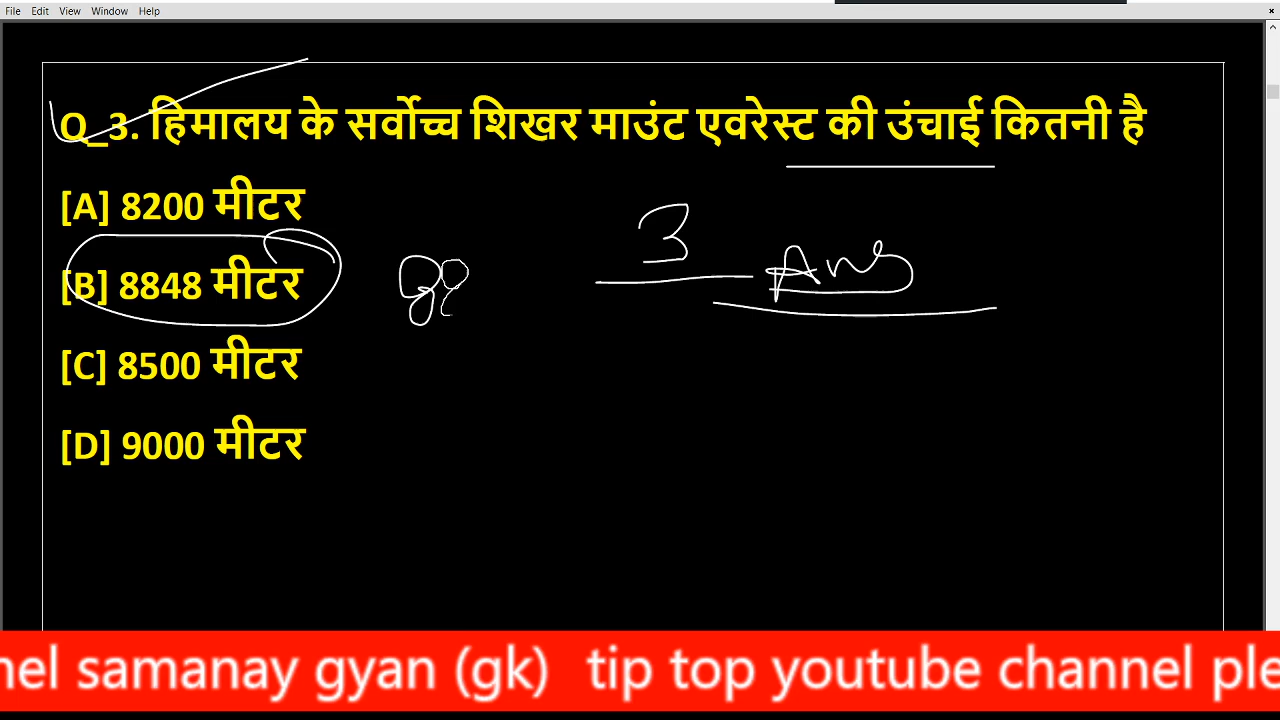 File Edit View Window Help
Q_3. हिमालय के सर्वोच्च शिखर माउंट एवरेस्ट की उंचाई कितनी है
[A] 8200 मीटर
[B] 8848 मीटर
3 Ans
[C] 8500 मीटर
[D] 9000 मीटर
nel samanay gyan (gk) tip top youtube channel ple